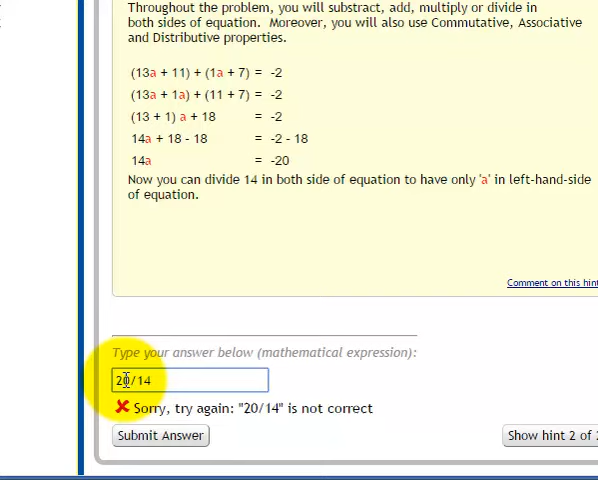 Throughout the problem, you will substract, add, multiply or divide in
both sides of equation. Moreover, you will also use Commutative, Associative
and Distributive properties.
(13a + 11) + (1a + 7) = -2
(13a + 1a) + (11 + 7) = -2
(13 + 1) a + 18 = -2
14a + 18 - 18 = -2 - 18
14a = -20
Now you can divide 14 in both side of equation to have only 'a' in left-hand-side
of equation.
Comment on this hin
Type your answer below (mathematical expression):
20/14
Sorry, try again: "20/14" is not correct
Submit Answer
Show hint 2 of